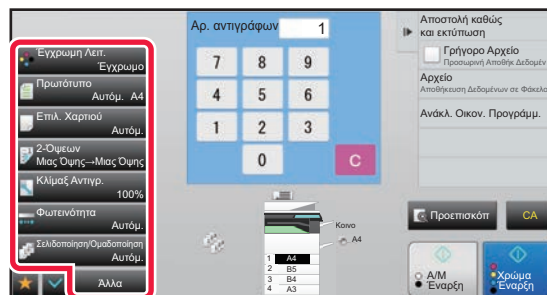 Έγχρωμη Λειτ.
Έγχρωμο
Πρωτότυπο
Αυτόμ. A4
Επιλ. Χαρτιού
Αυτόμ.
2-Όψεων
Μιας Όψης→Μιας Όψης
Κλίμαξ Αντιγρ.
100%
Φωτεινότητα
Αυτόμ.
Σελιδοποίηση/Ομαδοποίηση
Αυτόμ.
Άλλα
Αρ. αντιγράφων
1
7 8 9
4 5 6
1 2 3
0 C
Κοινο
A4
1 A4
2 B5
3 B4
4 A3
Αποστολή καθώς
και εκτύπωση
Γρήγορο Αρχείο
Προσωρινή Αποθήκ Δεδομέν
Αρχείο
Αποθήκευση Δεδομένων σε Φάκελο
Ανάκλ. Οικον. Προγράμμ.
Προεπισκόπ
CA
Α/Μ
Έναρξη
Χρώμα
Έναρξη